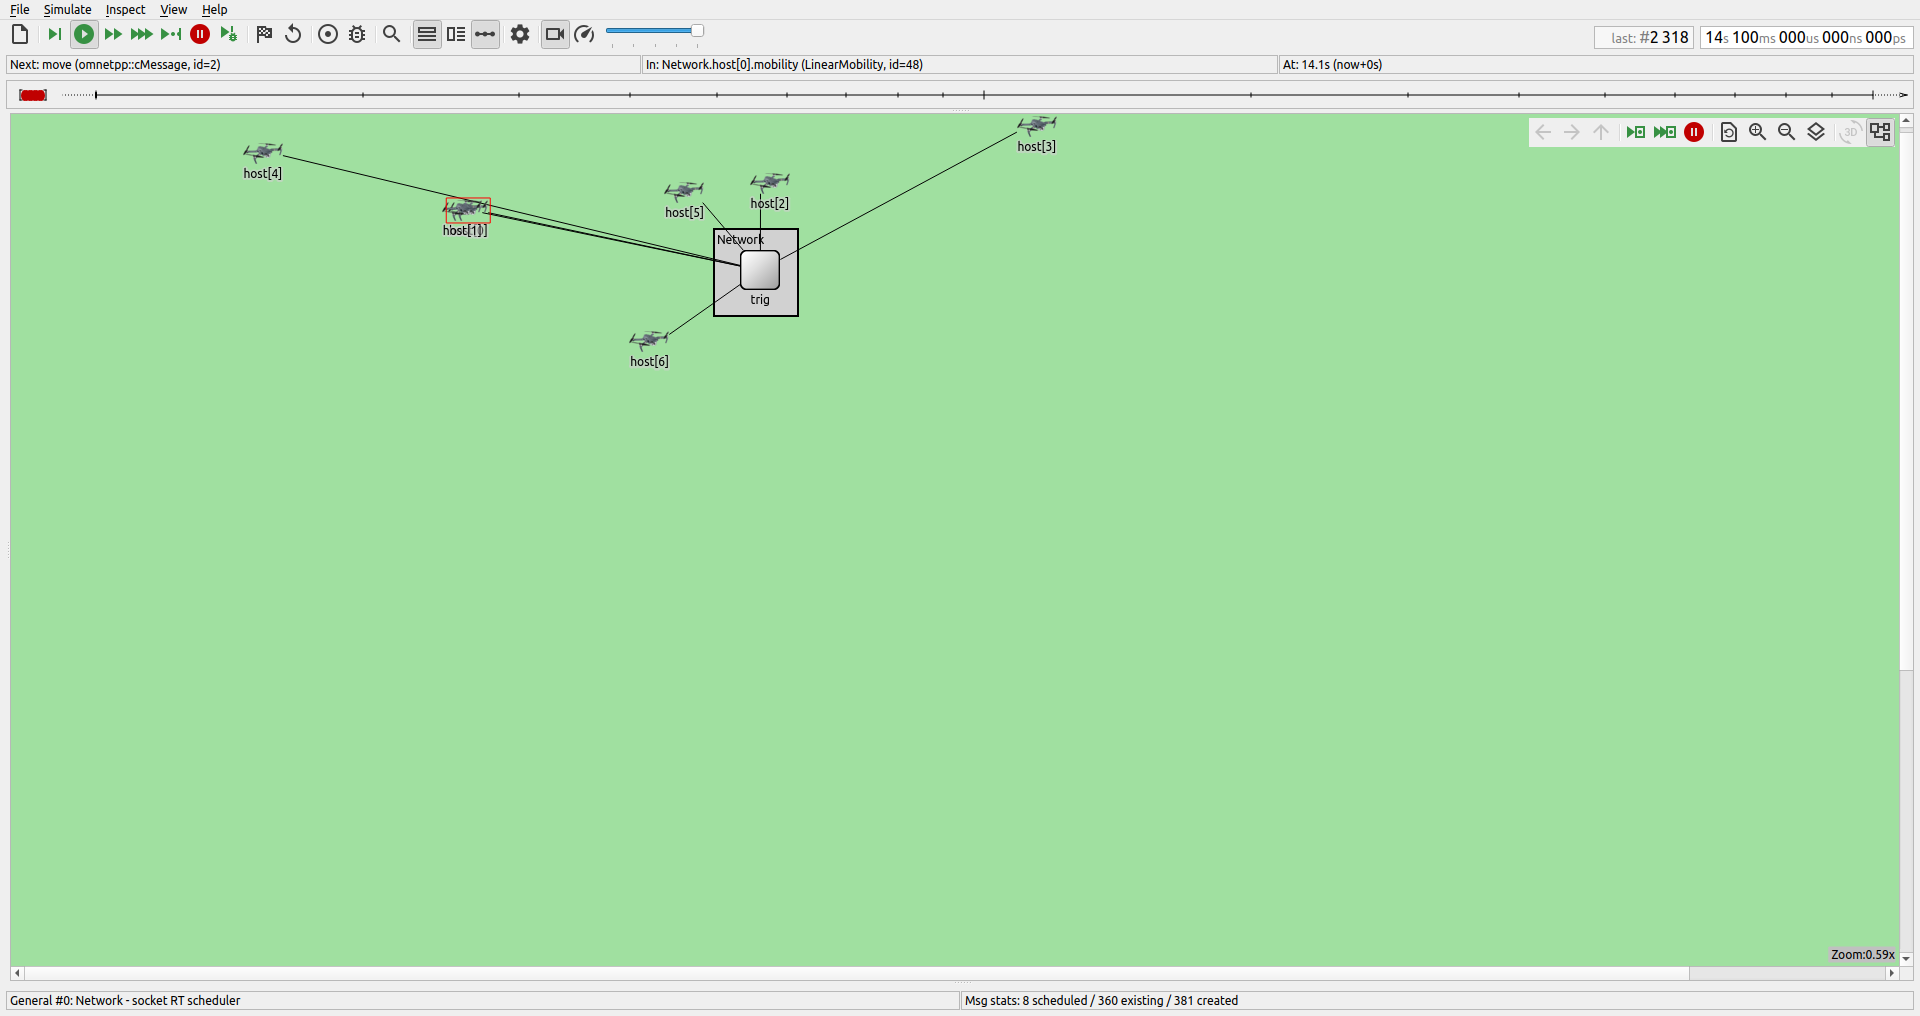 File Simulate Inspect View Help
last: #2 318
14s 100ms 000us 000ns 000ps
Next: move (omnetpp::cMessage, id=2)
In: Network.host[0].mobility (LinearMobility, id=48)
At: 14.1s (now+0s)
host[3]
3D
host[4]
host[5]
host[2]
host[1]
Network
trig
host[6]
Zoom:0.59x
General #0: Network - socket RT scheduler
Msg stats: 8 scheduled / 360 existing / 381 created